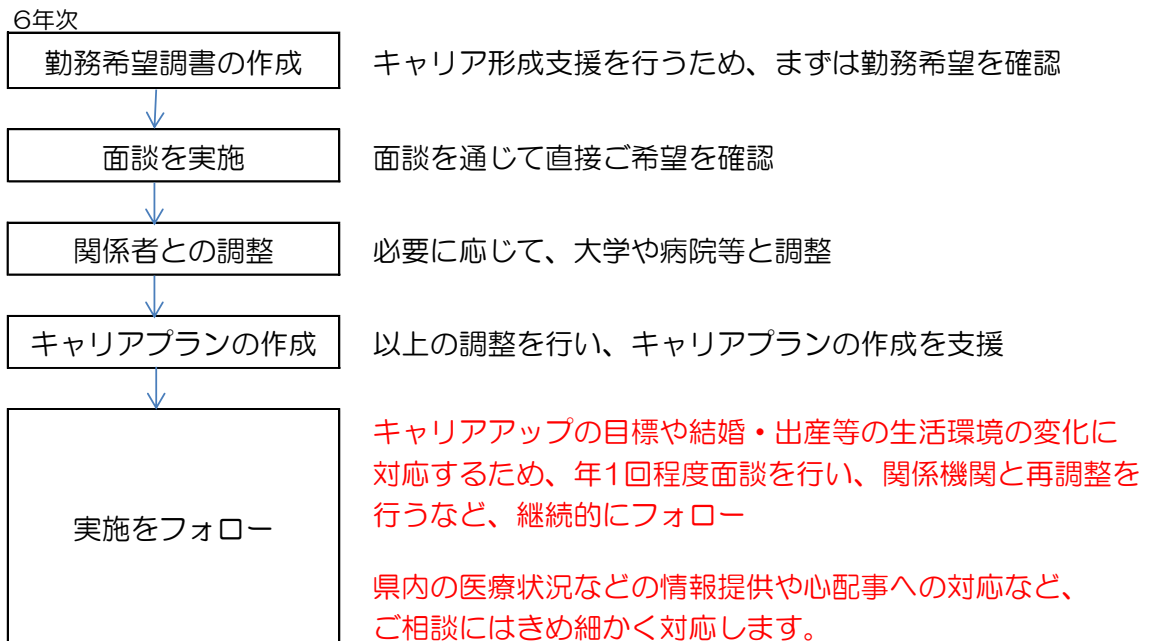 6年次
勤務希望調書の作成
キャリア形成支援を行うため、まずは勤務希望を確認
面談を実施
面談を通じて直接ご希望を確認
関係者との調整
必要に応じて、大学や病院等と調整
キャリアプランの作成
以上の調整を行い、キャリアプランの作成を支援
実施をフォロー
キャリアアップの目標や結婚・出産等の生活環境の変化に
対応するため、年1回程度面談を行い、関係機関と再調整を
行うなど、継続的にフォロー
県内の医療状況などの情報提供や心配事への対応など、
ご相談にはきめ細かく対応します。